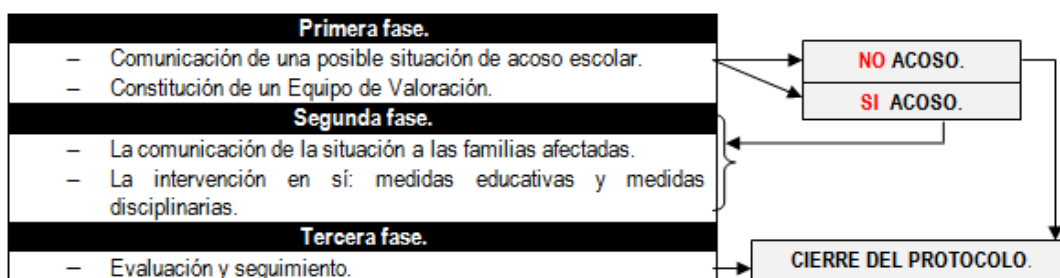 Primera fase.
– Comunicación de una posible situación de acoso escolar.
– Constitución de un Equipo de Valoración.
Segunda fase.
– La comunicación de la situación a las familias afectadas.
– La intervención en sí: medidas educativas y medidas
disciplinarias.
Tercera fase.
– Evaluación y seguimiento.
NO ACOSO.
SI ACOSO.
CIERRE DEL PROTOCOLO.